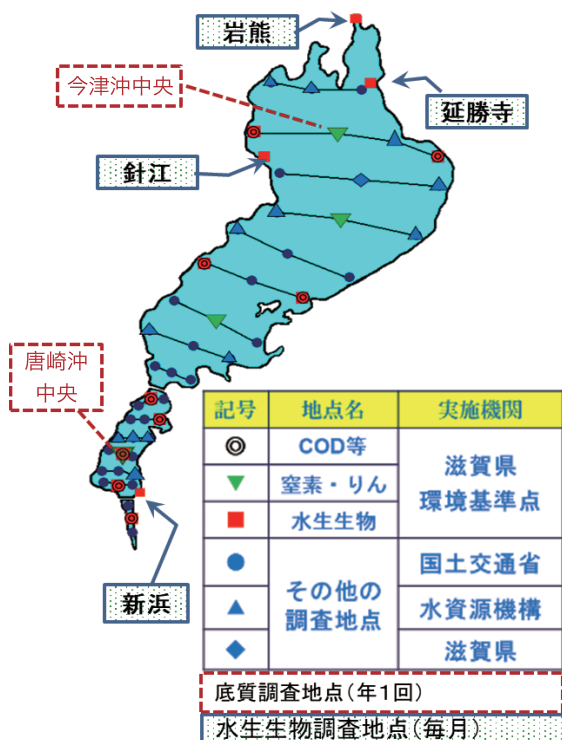 岩熊
今津沖中央
延勝寺
針江
唐崎沖
中央
新浜
記号 地点名 実施機関
COD等
滋賀県
環境基準点
窒素・りん
水生生物
その他の
調査地点
国土交通省
水資源機構
滋賀県
底質調査地点(年1回)
水生生物調査地点(毎月)